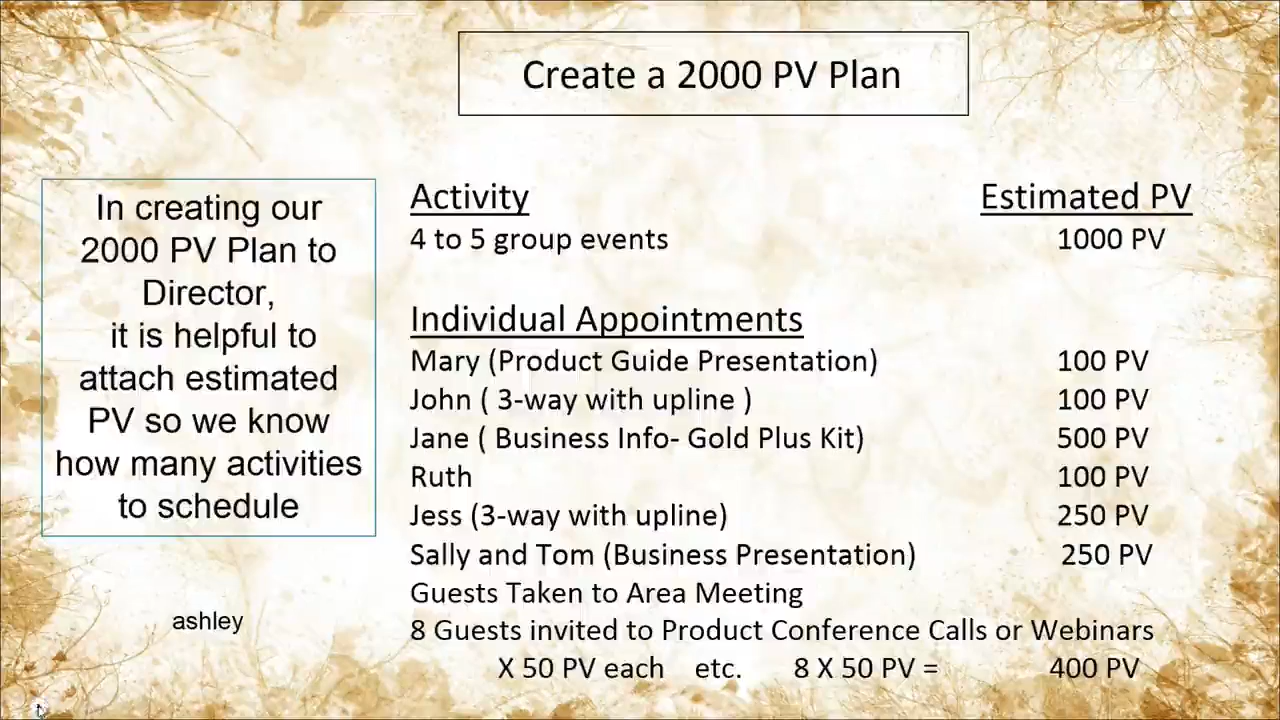 Create a 2000 PV Plan
In creating our
2000 PV Plan to
Director,
it is helpful to
attach estimated
PV so we know
how many activities
to schedule
ashley
Activity Estimated PV
4 to 5 group events 1000 PV
Individual Appointments
Mary (Product Guide Presentation) 100 PV
John ( 3-way with upline ) 100 PV
Jane ( Business Info- Gold Plus Kit) 500 PV
Ruth 100 PV
Jess (3-way with upline) 250 PV
Sally and Tom (Business Presentation) 250 PV
Guests Taken to Area Meeting
8 Guests invited to Product Conference Calls or Webinars
X 50 PV each etc. 8 X 50 PV = 400 PV